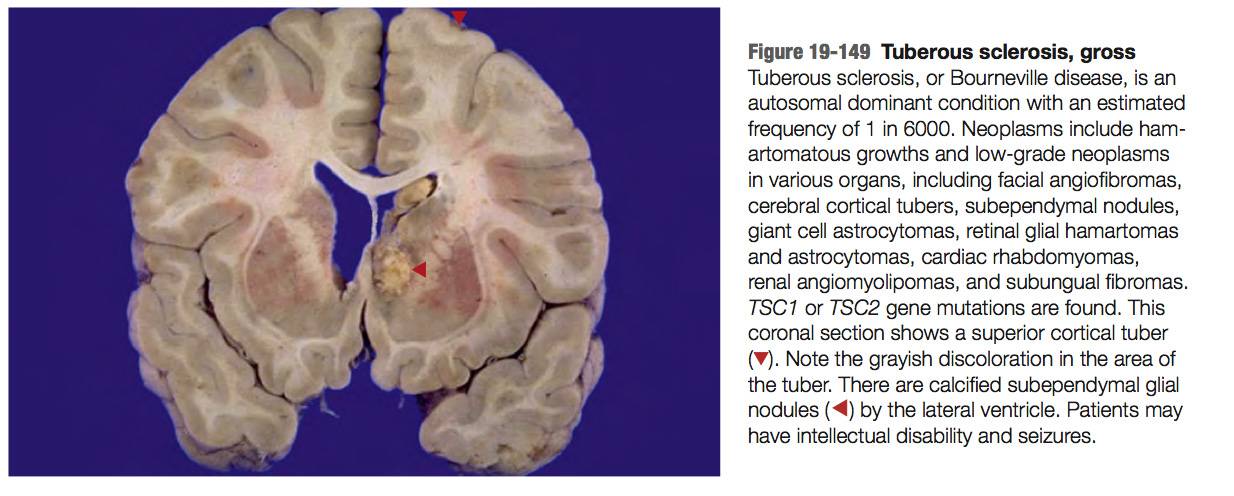 Figure 19-149 Tuberous sclerosis, gross
Tuberous sclerosis, or Bourneville disease, is an
autosomal dominant condition with an estimated
frequency of 1 in 6000. Neoplasms include ham-
artomatous growths and low-grade neoplasms
in various organs, including facial angiofibromas,
cerebral cortical tubers, subependymal nodules,
giant cell astrocytomas, retinal glial hamartomas
and astrocytomas, cardiac rhabdomyomas,
renal angiomyolipomas, and subungual fibromas.
TSC1 or TSC2 gene mutations are found. This
coronal section shows a superior cortical tuber
(▼). Note the grayish discoloration in the area of
the tuber. There are calcified subependymal glial
nodules (◀) by the lateral ventricle. Patients may
have intellectual disability and seizures.